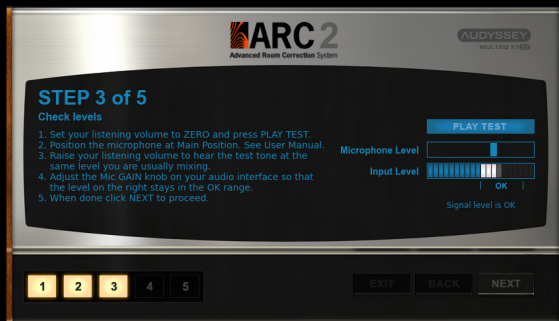 ARC 2
Advanced Room Correction System
AUDYSSEY
MULTEQ XT32
STEP 3 of 5
Check levels
1. Set your listening volume to ZERO and press PLAY TEST.
2. Position the microphone at Main Position. See User Manual.
3. Raise your listening volume to hear the test tone at the
same level you are usually mixing.
4. Adjust the Mic GAIN knob on your audio interface so that
the level on the right stays in the OK range.
5. When done click NEXT to proceed.
PLAY TEST
Microphone Level
Input Level
OK
Signal level is OK
1 2 3 4 5
EXIT BACK NEXT